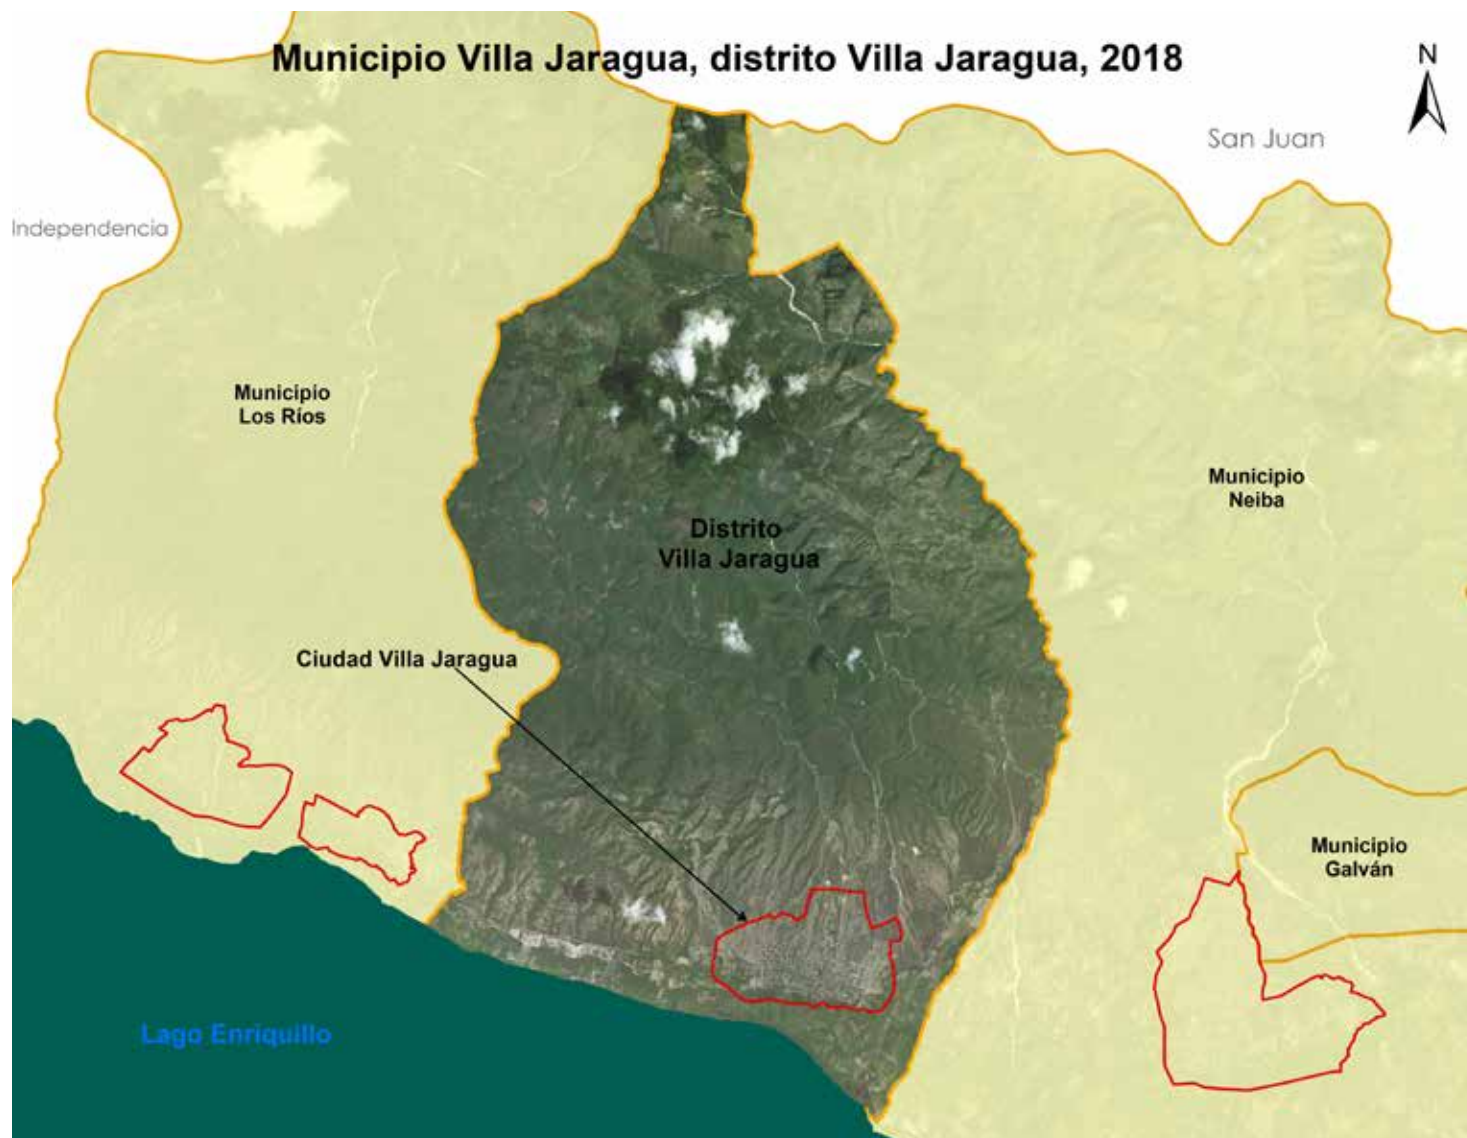 Municipio Villa Jaragua, distrito Villa Jaragua, 2018
N
San Juan
Independencia
Municipio
Los Ríos
Municipio
Neiba
Distrito
Villa Jaragua
Ciudad Villa Jaragua
Municipio
Galván
Lago Enriquillo